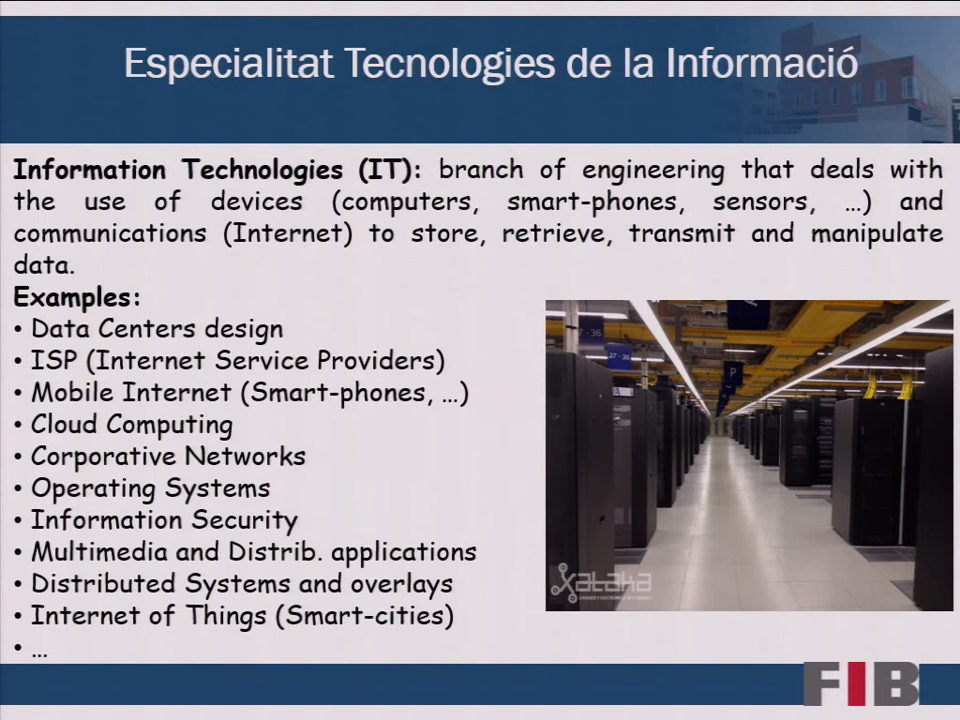 Especialitat Tecnologies de la Informació
Information Technologies (IT): branch of engineering that deals with
the use of devices (computers, smart-phones, sensors, …) and
communications (Internet) to store, retrieve, transmit and manipulate
data.
Examples:
• Data Centers design
• ISP (Internet Service Providers)
• Mobile Internet (Smart-phones, …)
• Cloud Computing
• Corporative Networks
• Operating Systems
• Information Security
• Multimedia and Distrib. applications
• Distributed Systems and overlays
• Internet of Things (Smart-cities)
• …
27 - 36
P
A
xataka
FIB